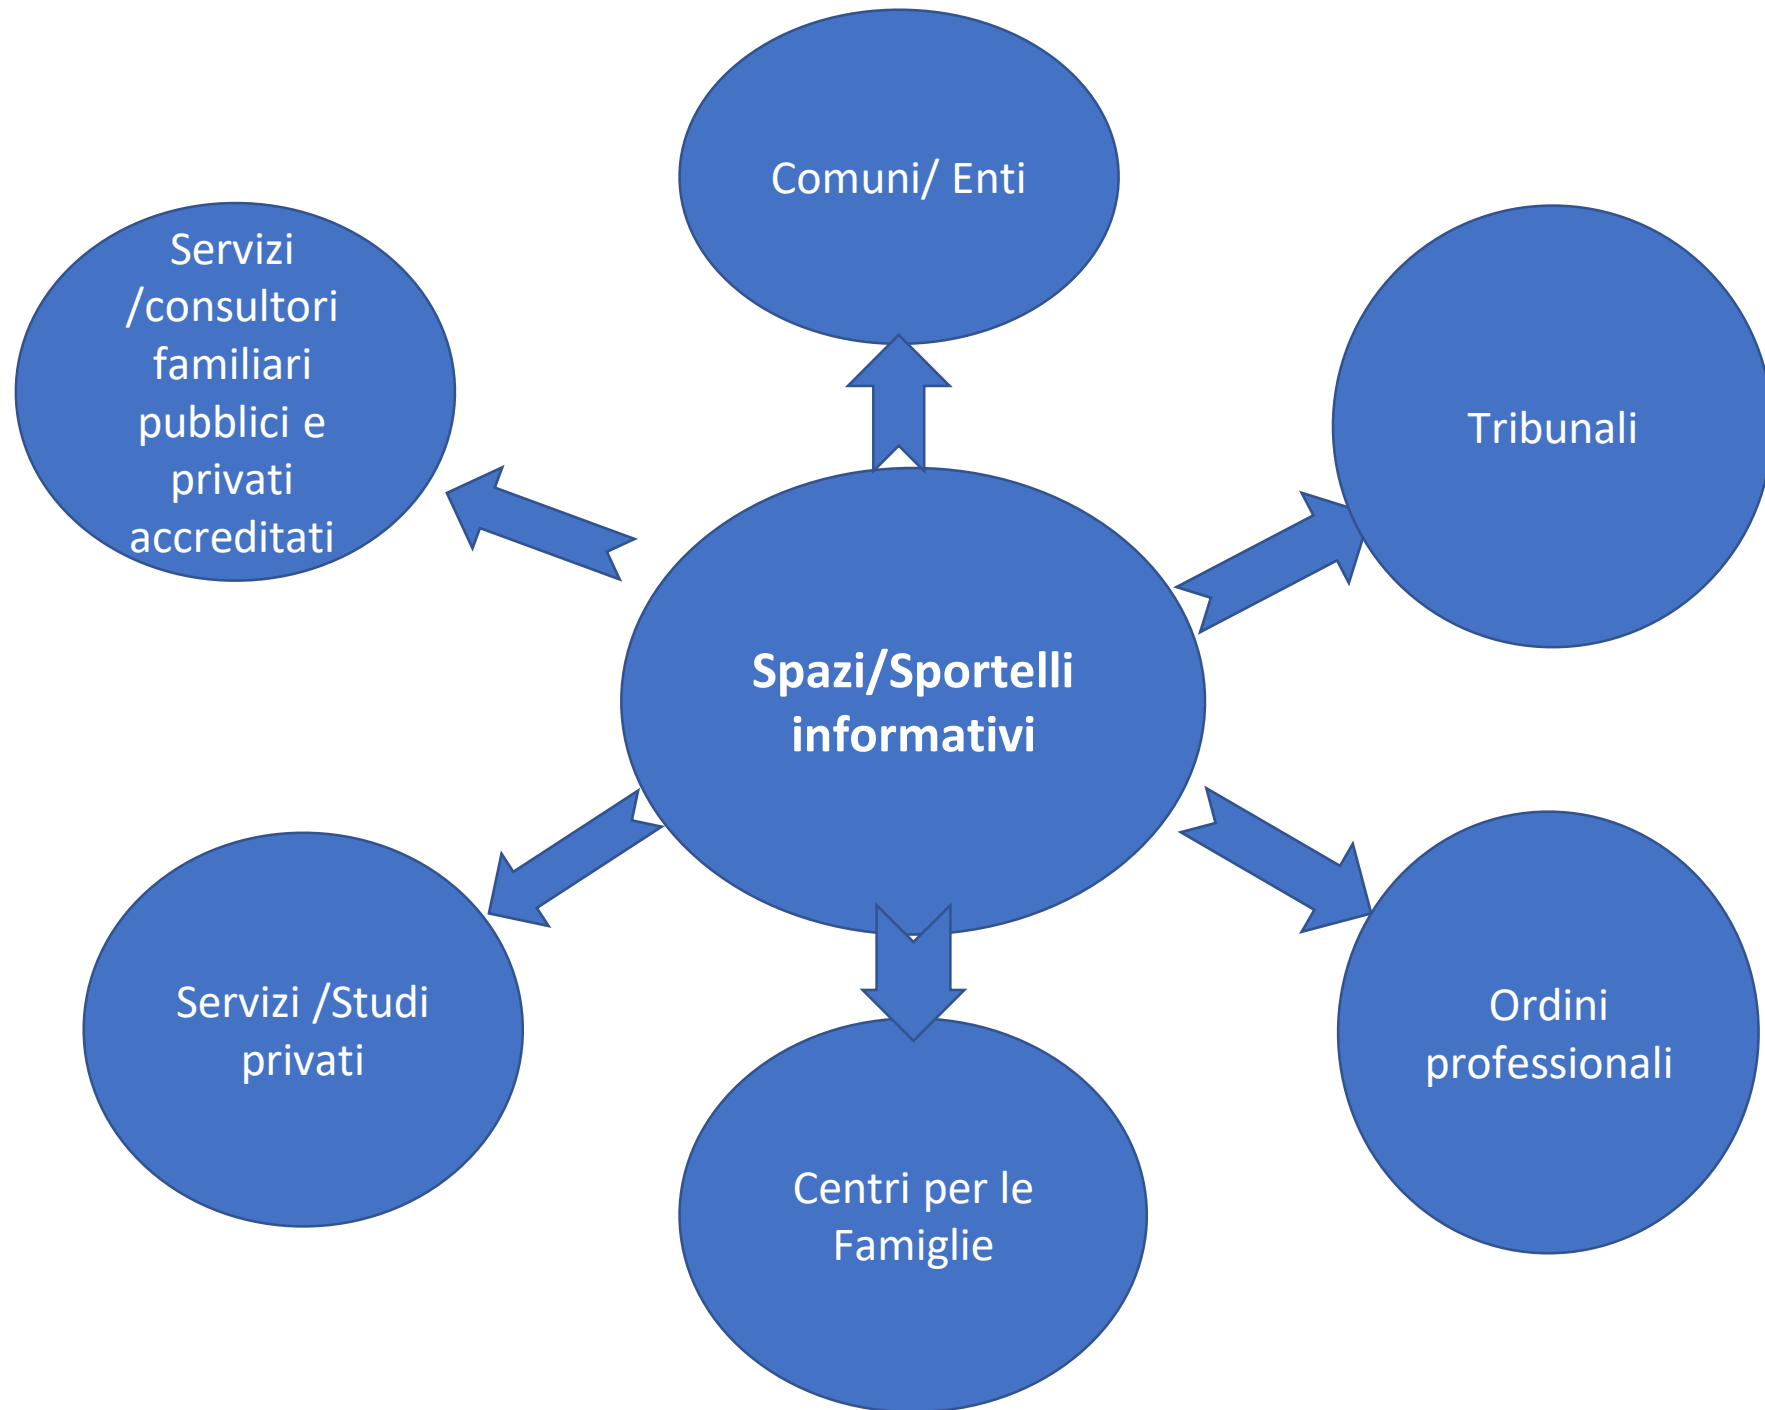 Comuni/ Enti
Servizi
/consultori
familiari
pubblici e
privati
accreditati
Tribunali
Spazi/Sportelli
informativi
Servizi /Studi
privati
Ordini
professionali
Centri per le
Famiglie